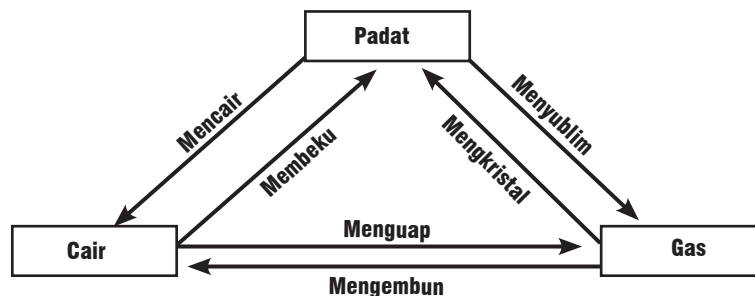 Padat
Mencair
Membeku
Mengkristal
Menyublim
Cair
Menguap
Gas
Mengembun